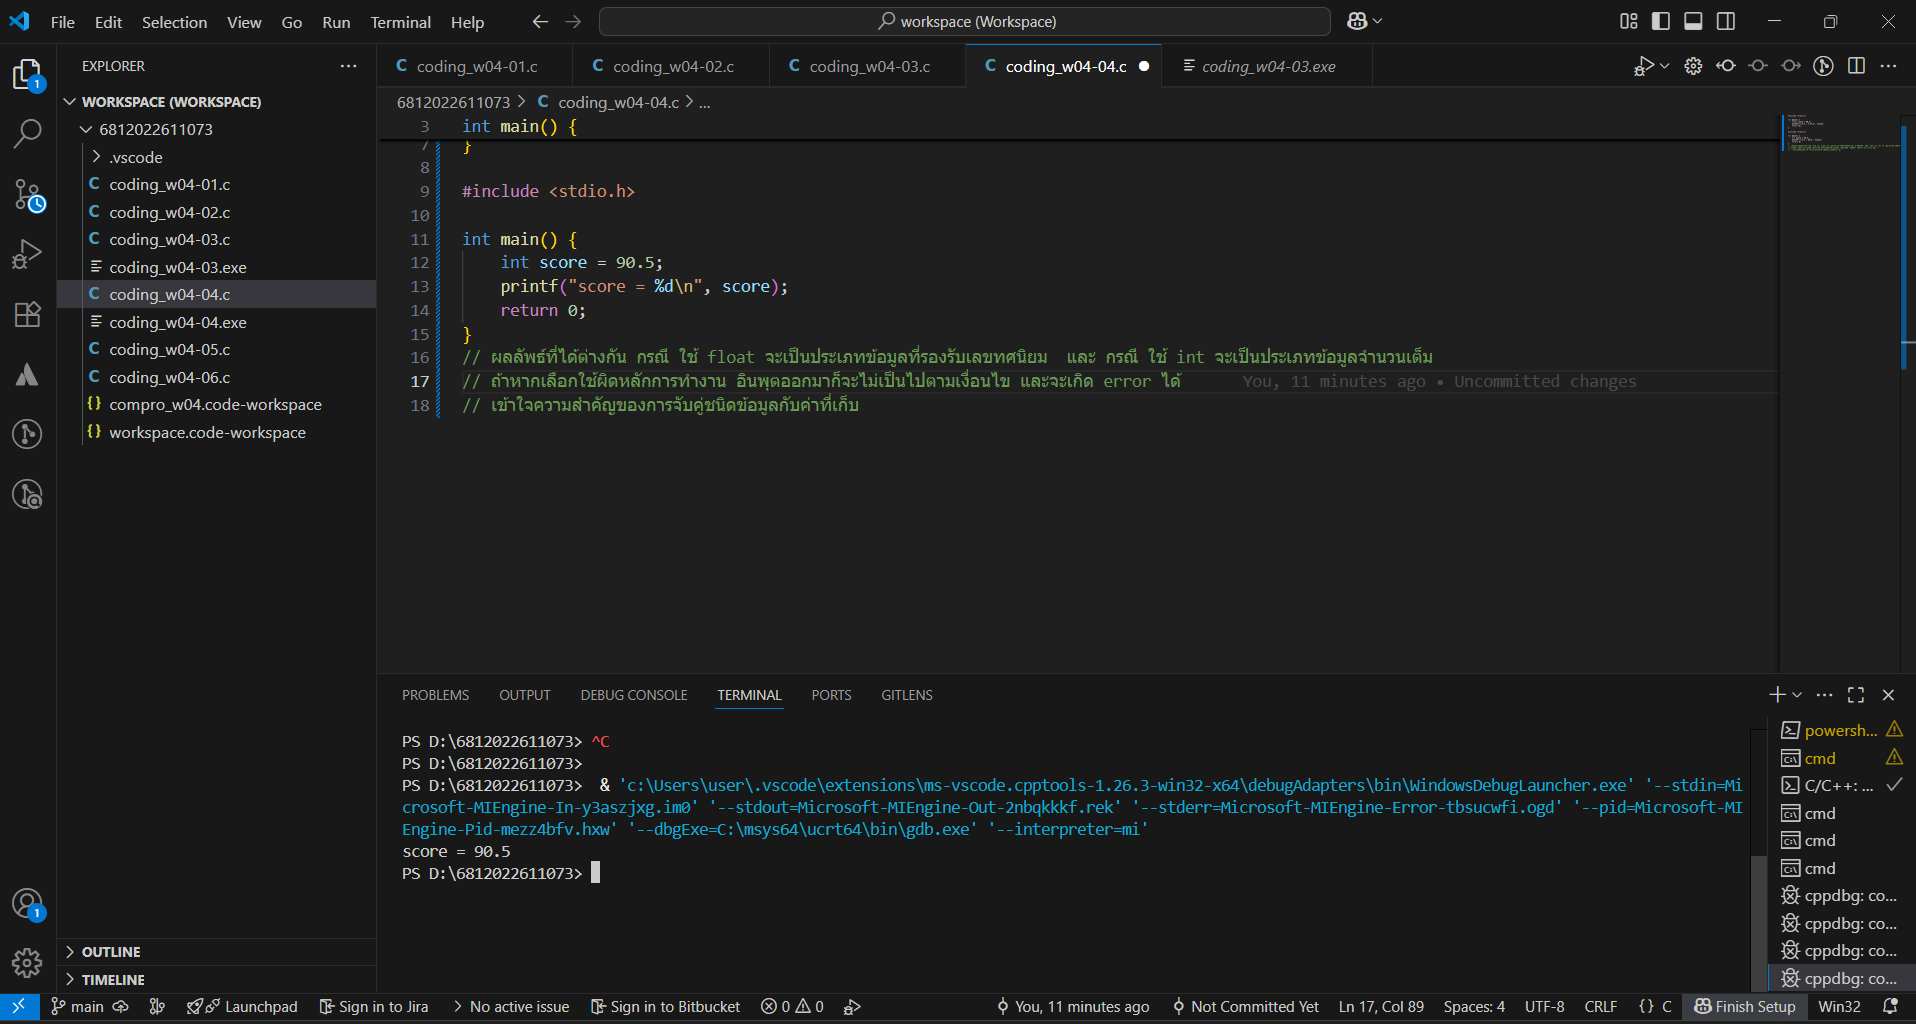 File Edit Selection View Go Run Terminal Help
workspace (Workspace)
EXPLORER
WORKSPACE (WORKSPACE)
6812022611073
.vscode
C coding_w04-01.c
C coding_w04-02.c
C coding_w04-03.c
coding_w04-03.exe
C coding_w04-04.c
coding_w04-04.exe
C coding_w04-05.c
C coding_w04-06.c
{} compro_w04.code-workspace
{} workspace.code-workspace
OUTLINE
TIMELINE
C coding_w04-01.c C coding_w04-02.c C coding_w04-03.c C coding_w04-04.c coding_w04-03.exe
6812022611073 > C coding_w04-04.c > ...
3 int main() {
7 }
8
9 #include <stdio.h>
10
11 int main() {
12 int score = 90.5;
13 printf("score = %d\n", score);
14 return 0;
15 }
16 // ผลลัพธ์ที่ได้ต่างกัน กรณี ใช้ float จะเป็นประเภทข้อมูลที่รองรับเลขทศนิยม และ กรณี ใช้ int จะเป็นประเภทข้อมูลจำนวนเต็ม
17 // ถ้าหากเลือกใช้ผิดหลักการทำงาน อินพุตออกมาก็จะไม่เป็นไปตามเงื่อนไข และจะเกิด error ได้ You, 11 minutes ago • Uncommitted changes
18 // เข้าใจความสำคัญของการจับคู่ชนิดข้อมูลกับค่าที่เก็บ
PROBLEMS OUTPUT DEBUG CONSOLE TERMINAL PORTS GITLENS
PS D:\6812022611073> ^C
PS D:\6812022611073>
PS D:\6812022611073> & 'c:\Users\user\.vscode\extensions\ms-vscode.cpptools-1.26.3-win32-x64\debugAdapters\bin\WindowsDebugLauncher.exe' '--stdin=Mi
crosoft-MIEngine-In-y3aszjxg.im0' '--stdout=Microsoft-MIEngine-Out-2nbqkkkf.rek' '--stderr=Microsoft-MIEngine-Error-tbsucwfi.ogd' '--pid=Microsoft-MI
Engine-Pid-mezz4bfv.hxw' '--dbgExe=C:\msys64\ucrt64\bin\gdb.exe' '--interpreter=mi'
score = 90.5
PS D:\6812022611073>
powersh...
cmd
C/C++: ...
cmd
cmd
cmd
cppdbg: co...
cppdbg: co...
cppdbg: co...
cppdbg: co...
main Launchpad Sign in to Jira No active issue Sign in to Bitbucket 0 0 You, 11 minutes ago Not Committed Yet Ln 17, Col 89 Spaces: 4 UTF-8 CRLF {} C Finish Setup Win32